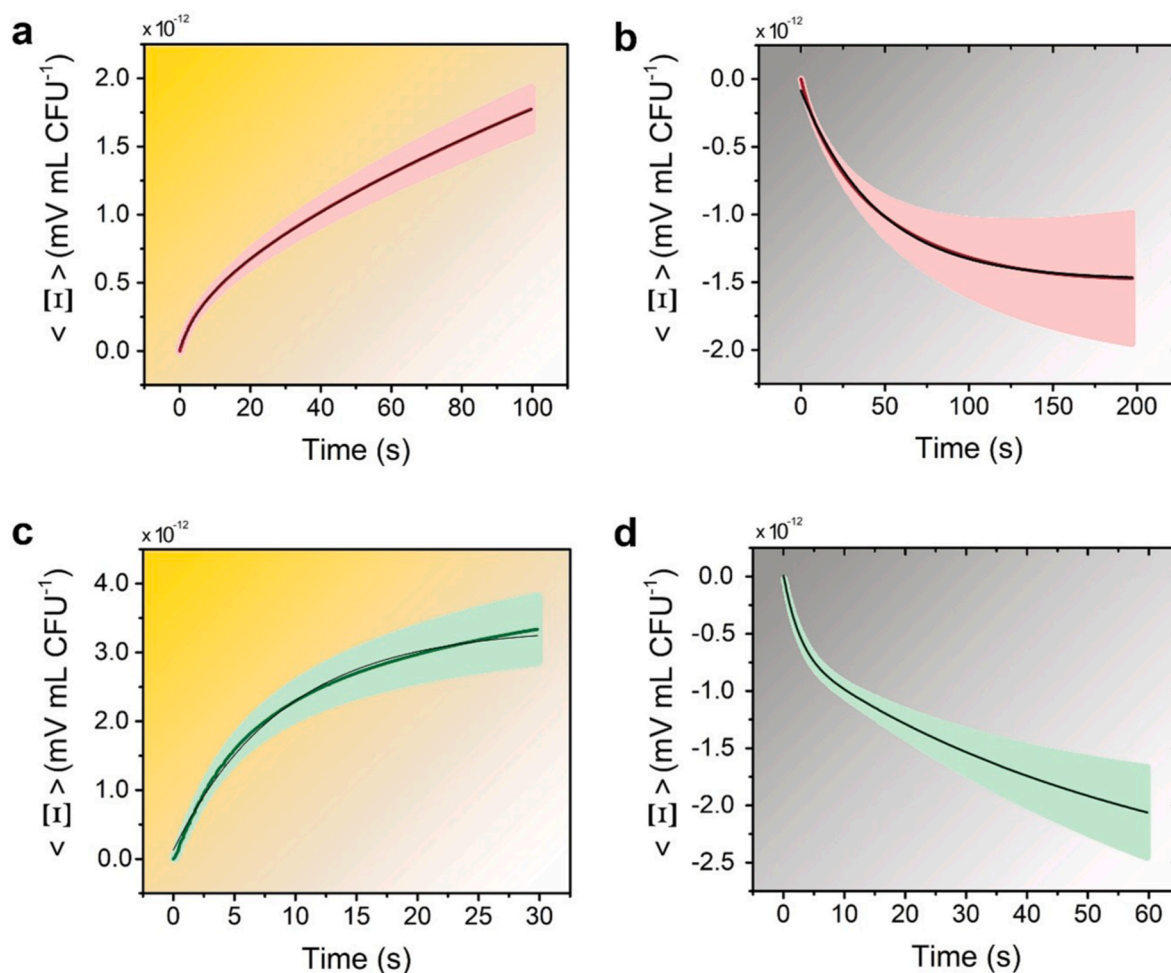 a
x 10⁻¹²
2.0
1.5
1.0
0.5
0.0
< Ξ > (mV mL CFU⁻¹)
0 20 40 60 80 100
Time (s)
b
x 10⁻¹²
0.0
-0.5
-1.0
-1.5
-2.0
< Ξ > (mV mL CFU⁻¹)
0 50 100 150 200
Time (s)
c
x 10⁻¹²
4.0
3.0
2.0
1.0
0.0
< Ξ > (mV mL CFU⁻¹)
0 5 10 15 20 25 30
Time (s)
d
x 10⁻¹²
0.0
-0.5
-1.0
-1.5
-2.0
-2.5
< Ξ > (mV mL CFU⁻¹)
0 10 20 30 40 50 60
Time (s)